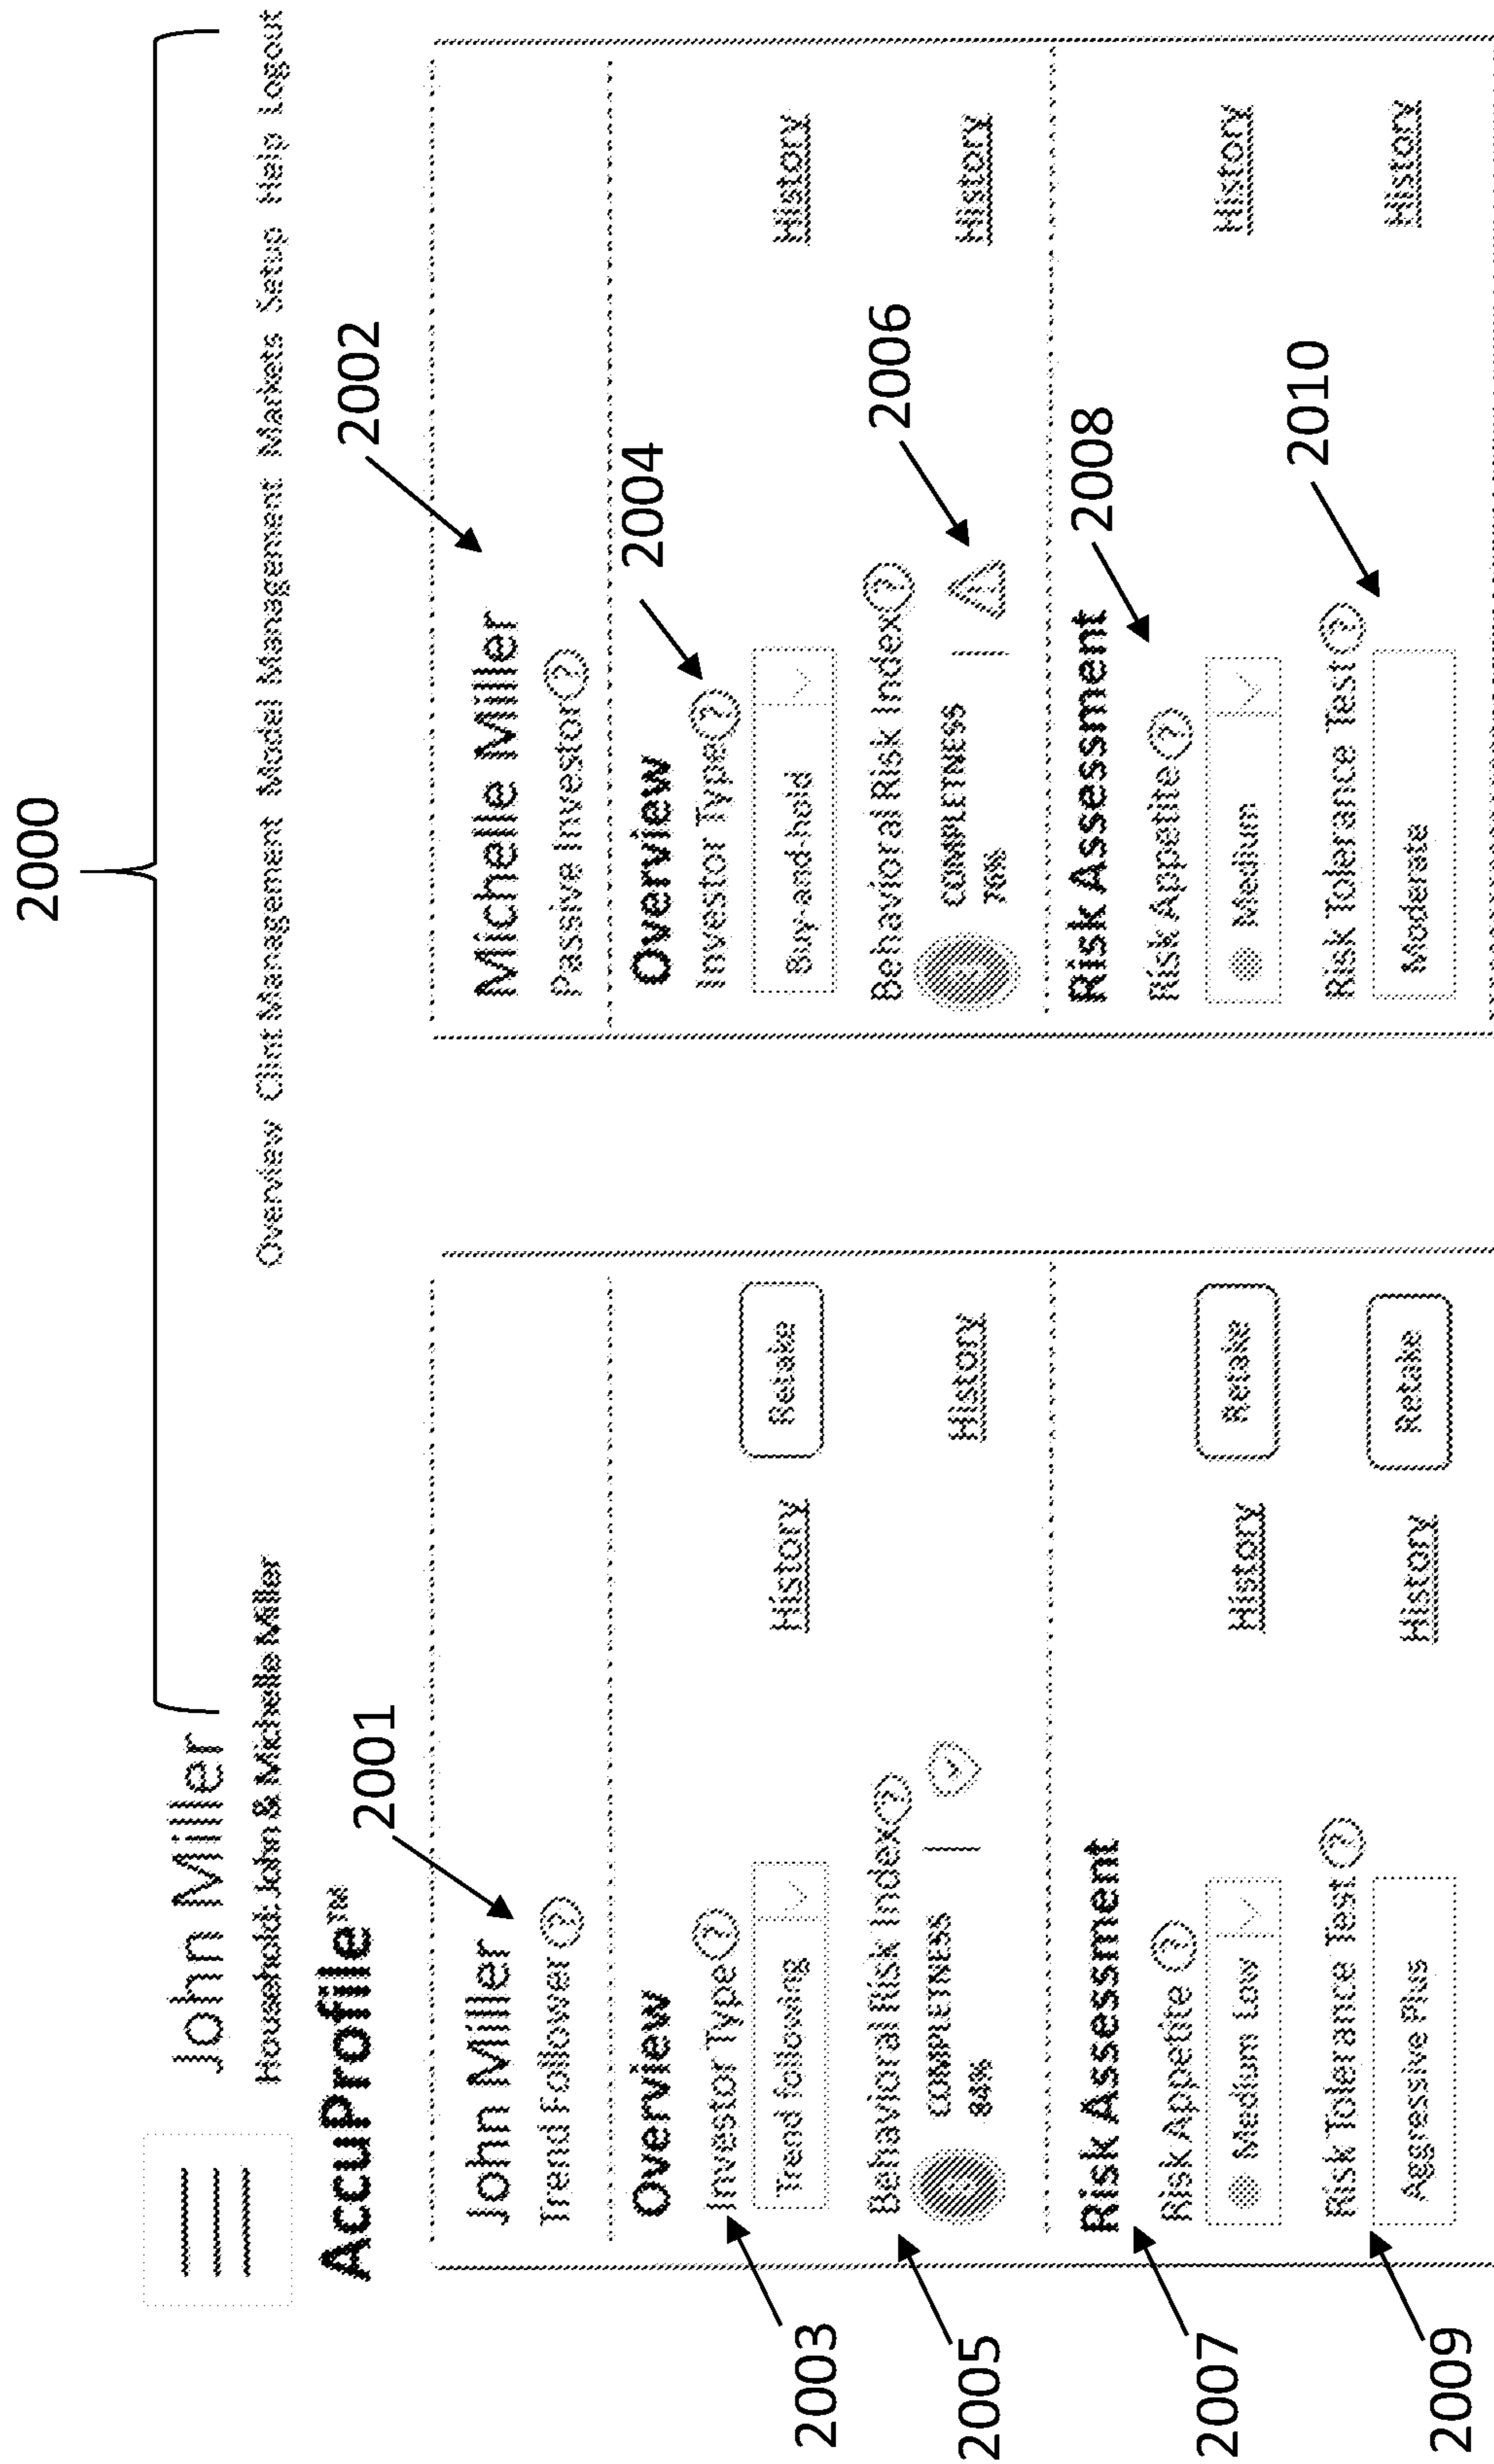 2000
John Miller
Household: John & Michelle Miller
Overview Clint Management Model Management Markets Setup Help Logout
AccuProfile™
2001
2002
John Miller
Trend Follower ?
Overview
2003
Investor Type ?
Trend following
History
Retake
2005
Behavioral Risk Index ?
COMPLETNESS
84%
History
2007
Risk Assessment
Risk Appetite ?
Medium Low
History
Retake
2009
Risk Tolerance Test ?
Aggressive Plus
History
Retake
Michelle Miller
Passive Investor ?
Overview
2004
Investor Type ?
Buy-and-hold
History
Behavioral Risk Index ?
2006
COMPLETNESS
76%
!
History
Risk Assessment
2008
Risk Appetite ?
Medium
History
2010
Risk Tolerance Test ?
Moderate
History